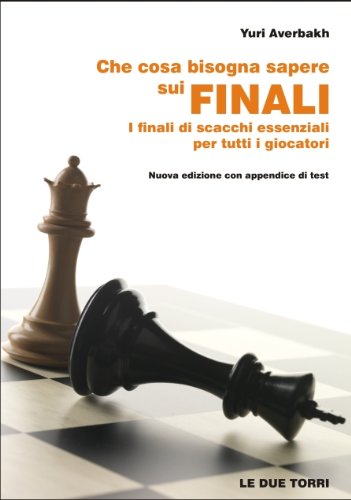 Yuri Averbakh
Che cosa bisogna sapere
sui FINALI
I finali di scacchi essenziali
per tutti i giocatori
Nuova edizione con appendice di test
LE DUE TORRI